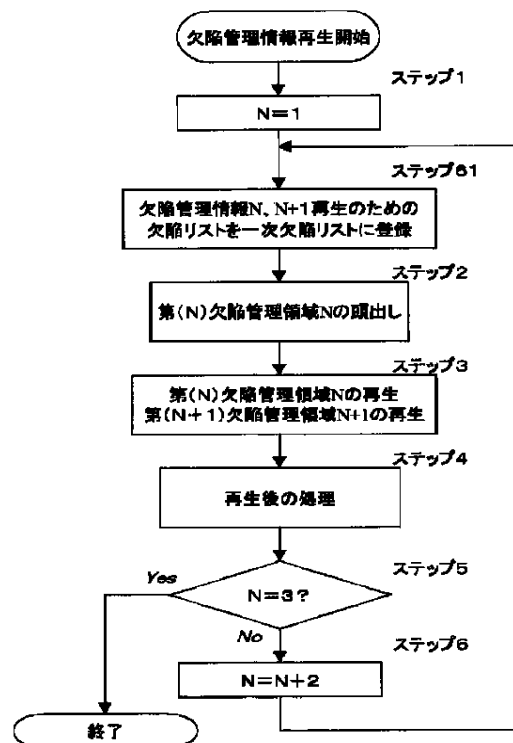 欠陥管理情報再生開始
ステップ1
N=1
ステップ61
欠陥管理情報N、N+1再生のための
欠陥リストを一次欠陥リストに登録
ステップ2
第(N)欠陥管理領域Nの頭出し
ステップ3
第(N)欠陥管理領域Nの再生
第(N+1)欠陥管理領域N+1の再生
ステップ4
再生後の処理
ステップ5
Yes
N=3?
No
ステップ6
N=N+2
終了